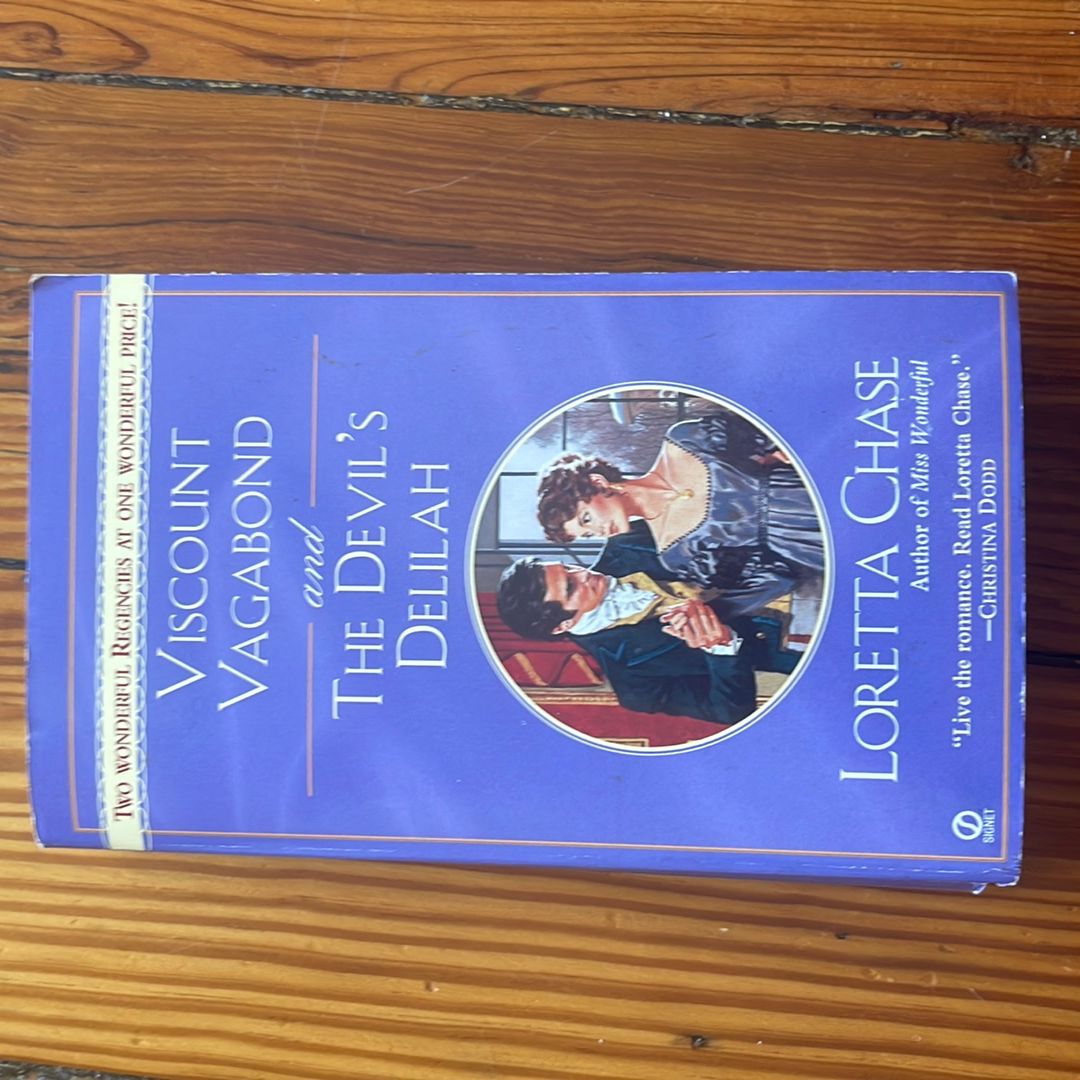 TWO WONDERFUL REGENCIES AT ONE WONDERFUL PRICE!
VISCOUNT
VAGABOND
and
THE DEVIL'S
DELILAH
LORETTA CHASE
Author of Miss Wonderful
“Live the romance. Read Loretta Chase.”
—CHRISTINA DODD
SIGNET